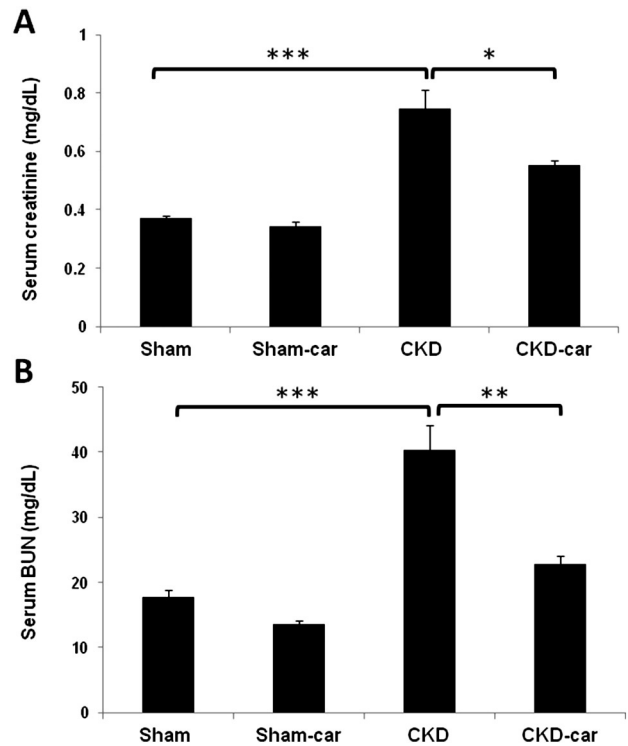 A
Serum creatinine (mg/dL)
1
0.8
0.6
0.4
0.2
0
***
*
Sham Sham-car CKD CKD-car
B
Serum BUN (mg/dL)
50
40
30
20
10
0
***
**
Sham Sham-car CKD CKD-car